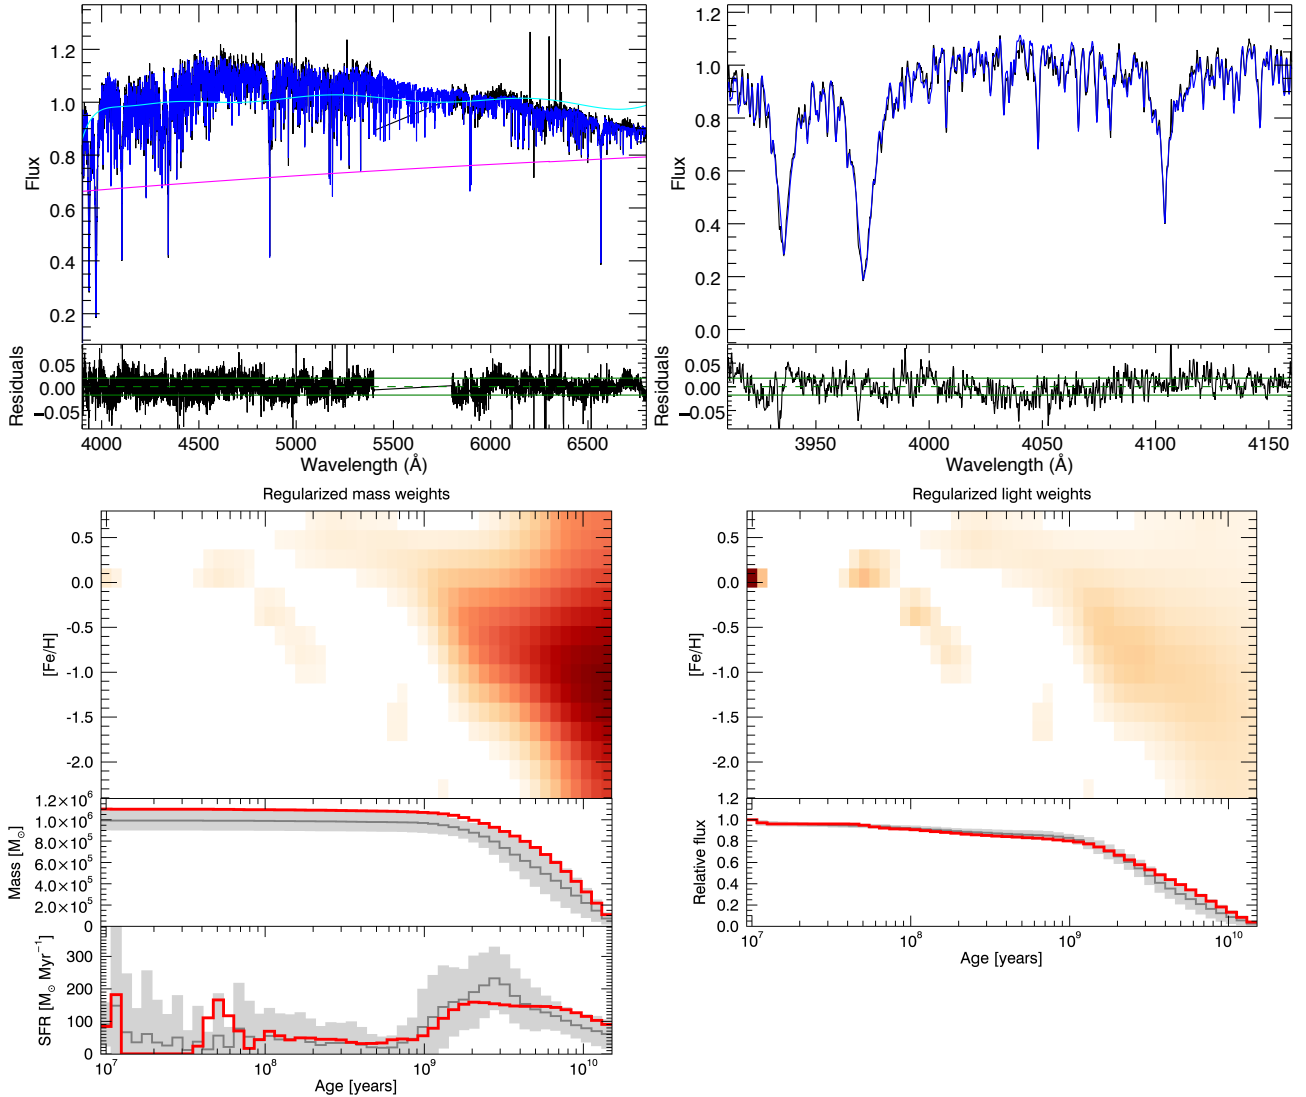 1.2
1.0
0.8
0.6
0.4
0.2
Flux
0.05
0.00
−0.05
Residuals
4000 4500 5000 5500 6000 6500
Wavelength (Å)
1.0
0.8
0.6
0.4
0.2
0.0
Flux
0.05
0.00
−0.05
Residuals
3950 4000 4050 4100 4150
Wavelength (Å)
Regularized mass weights
0.5
0.0
-0.5
-1.0
-1.5
-2.0
[Fe/H]
1.2×10⁶
1.0×10⁶
8.0×10⁵
6.0×10⁵
4.0×10⁵
2.0×10⁵
0
Mass [M⊙]
300
200
100
0
SFR [M⊙ Myr⁻¹]
10⁷ 10⁸ 10⁹ 10¹⁰
Age [years]
Regularized light weights
0.5
0.0
-0.5
-1.0
-1.5
-2.0
[Fe/H]
1.2
1.0
0.8
0.6
0.4
0.2
0.0
Relative flux
10⁷ 10⁸ 10⁹ 10¹⁰
Age [years]